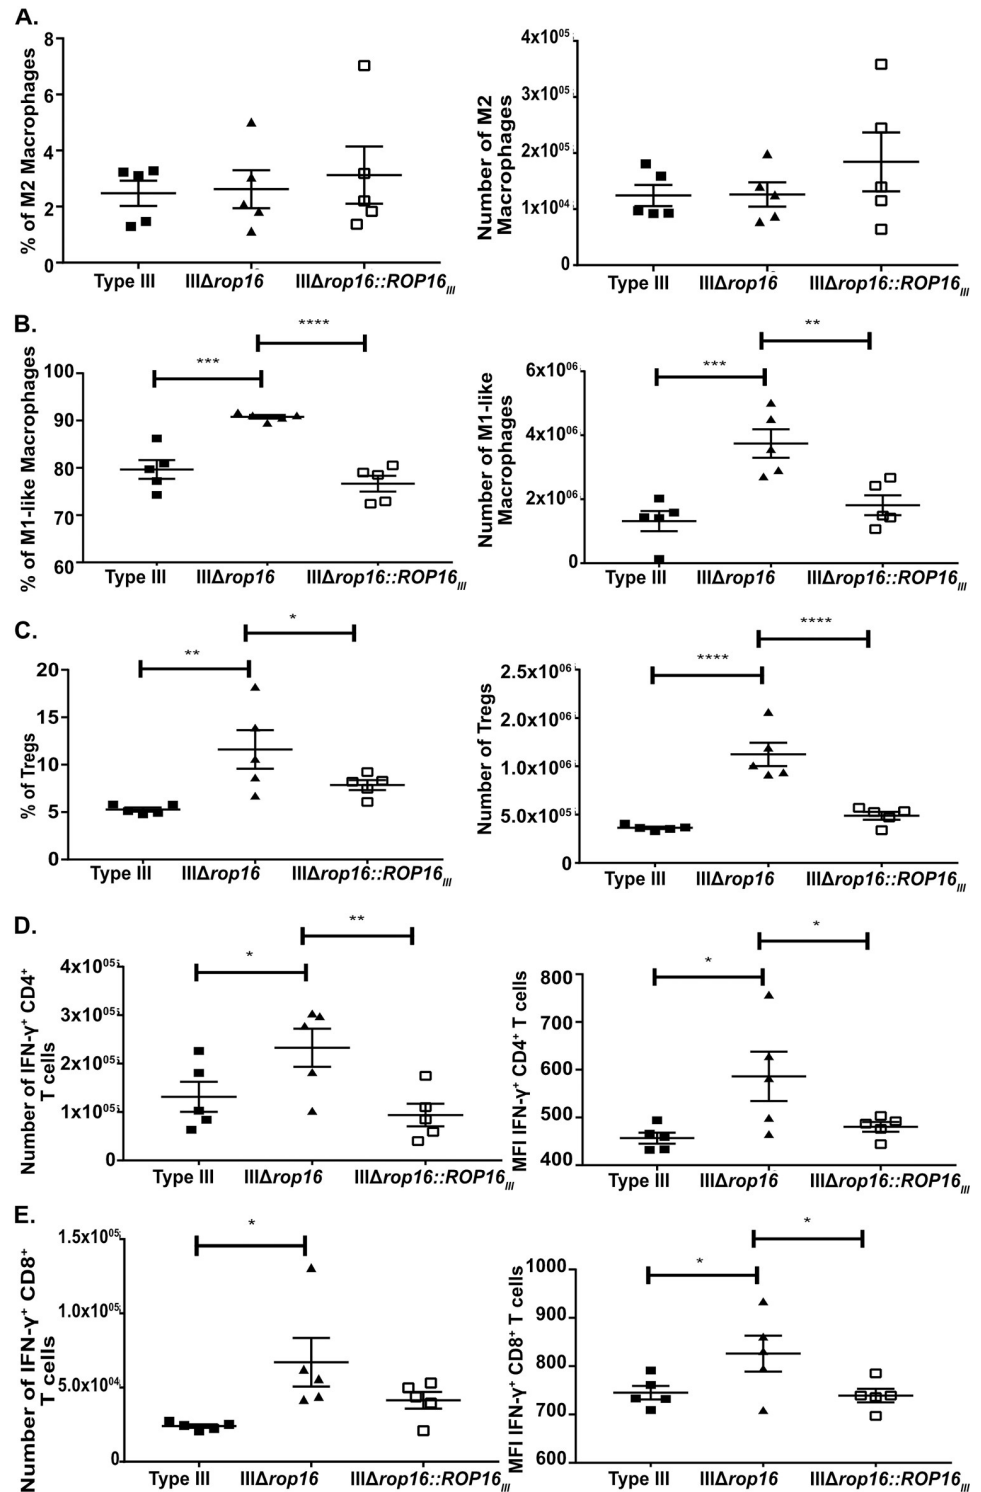 A.
% of M2 Macrophages
8
6
4
2
0
Type III IIIΔrop16 IIIΔrop16::ROP16III
Number of M2
Macrophages
4x10⁰⁵
3x10⁰⁵
2x10⁰⁵
1x10⁰⁴
0
Type III IIIΔrop16 IIIΔrop16::ROP16III
B.
% of M1-like Macrophages
100
90
80
70
60
*** ****
Type III IIIΔrop16 IIIΔrop16::ROP16III
Number of M1-like
Macrophages
6x10⁰⁶
4x10⁰⁶
2x10⁰⁶
0
*** **
Type III IIIΔrop16 IIIΔrop16::ROP16III
C.
% of Tregs
20
15
10
5
0
** *
Type III IIIΔrop16 IIIΔrop16::ROP16III
Number of Tregs
2.5x10⁰⁶
2.0x10⁰⁶
1.0x10⁰⁶
5.0x10⁰⁵
0
**** ****
Type III IIIΔrop16 IIIΔrop16::ROP16III
D.
Number of IFN-γ⁺ CD4⁺
T cells
4x10⁰⁵
3x10⁰⁵
2x10⁰⁵
1x10⁰⁵
0
* **
Type III IIIΔrop16 IIIΔrop16::ROP16III
MFI IFN-γ⁺ CD4⁺ T cells
800
700
600
500
400
* *
Type III IIIΔrop16 IIIΔrop16::ROP16III
E.
Number of IFN-γ⁺ CD8⁺
T cells
1.5x10⁰⁵
1.0x10⁰⁵
5.0x10⁰⁴
0
*
Type III IIIΔrop16 IIIΔrop16::ROP16III
MFI IFN-γ⁺ CD8⁺ T cells
1000
900
800
700
600
* *
Type III IIIΔrop16 IIIΔrop16::ROP16III